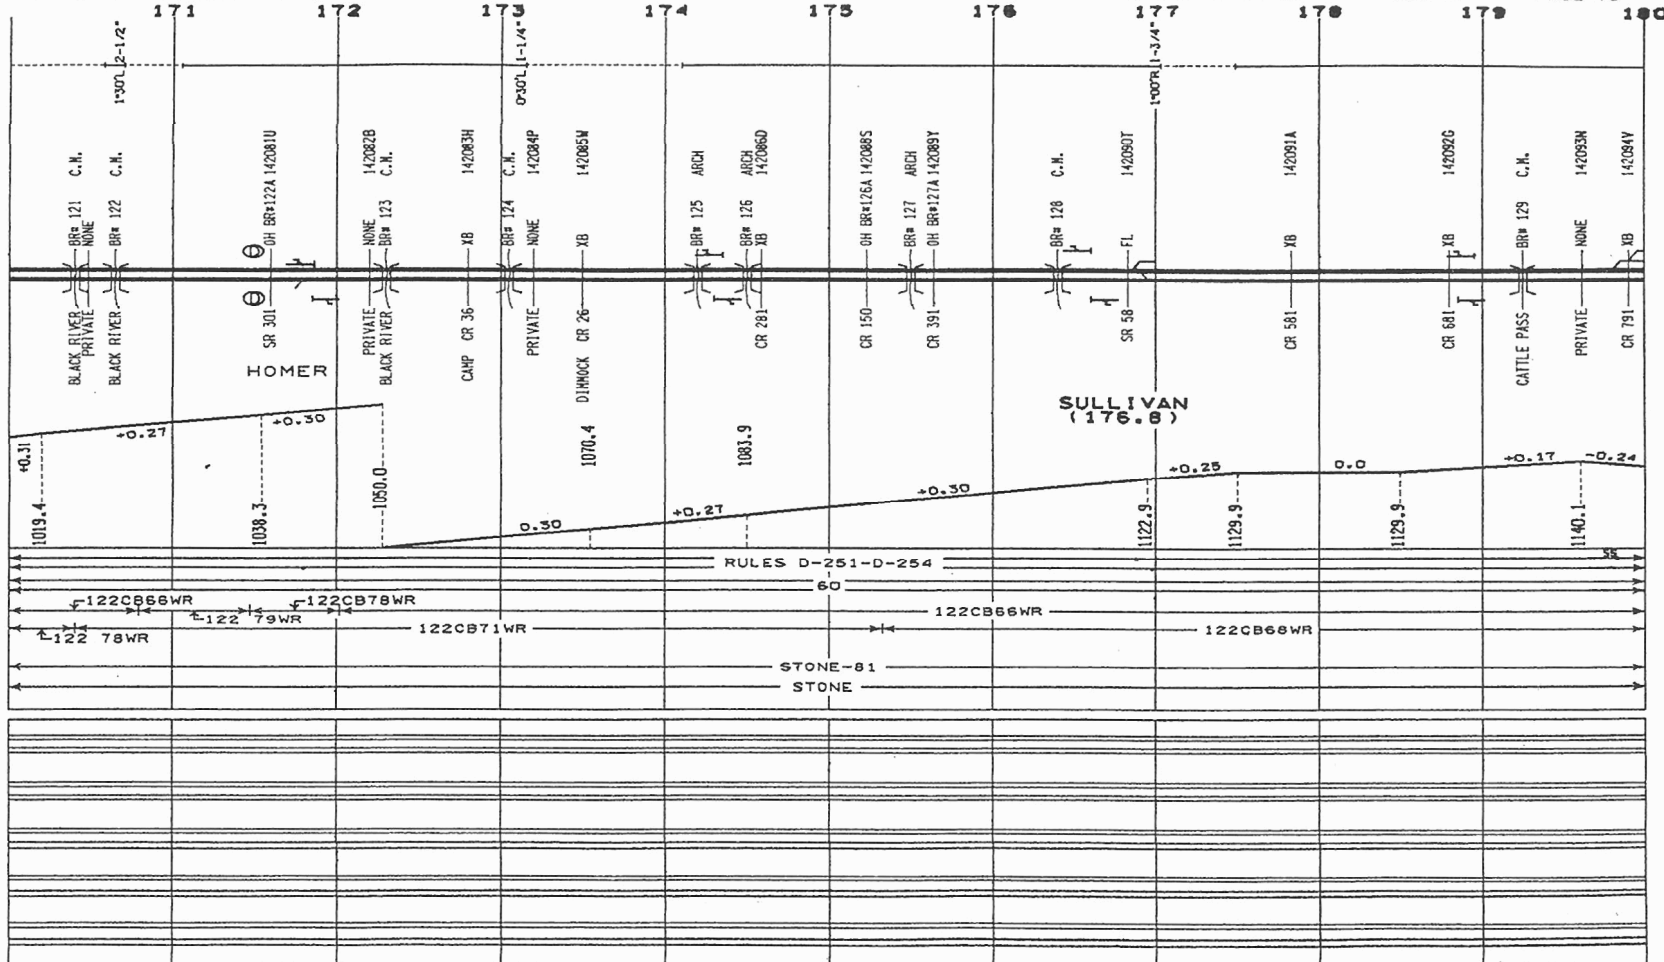 171 172 173 174 175 176 177 178 179 180
1°30'L 2-1/2"
0°30'L 1-1/4"
1°00'R 1-3/4"
BLACK RIVER BR# 121 C.M.
PRIVATE NONE
BLACK RIVER BR# 122 C.M.
SR 301 OH BR#122A 142081U
PRIVATE NONE 142082B
BLACK RIVER BR# 123 C.M.
CAMP CR 36 XB 142083H
BR# 124 C.M.
PRIVATE NONE 142084P
DIMMOCK CR 26 XB 142085W
BR# 125 ARCH
BR# 126 ARCH
CR 281 XB 142086D
CR 150 OH BR#126A 142088S
BR# 127 ARCH
CR 391 OH BR#127A 142089Y
BR# 128 C.M.
SR 58 FL 142090T
CR 581 XB 142091A
CR 681 XB 142092G
CATTLE PASS BR# 129 C.M.
PRIVATE NONE 142093N
CR 791 XB 142094V
HOMER
SULLIVAN
(176.8)
+0.31 +0.27 +0.30 0.30 +0.27 +0.30 +0.25 0.0 +0.17 -0.24
1019.4 1038.3 1050.0 1070.4 1083.9 1122.9 1129.9 1129.9 1140.1
SS
RULES D-251-D-254
60
122CB66WR 122CB78WR 122CB66WR
122 79WR
122 78WR 122CB71WR 122CB68WR
STONE-81
STONE